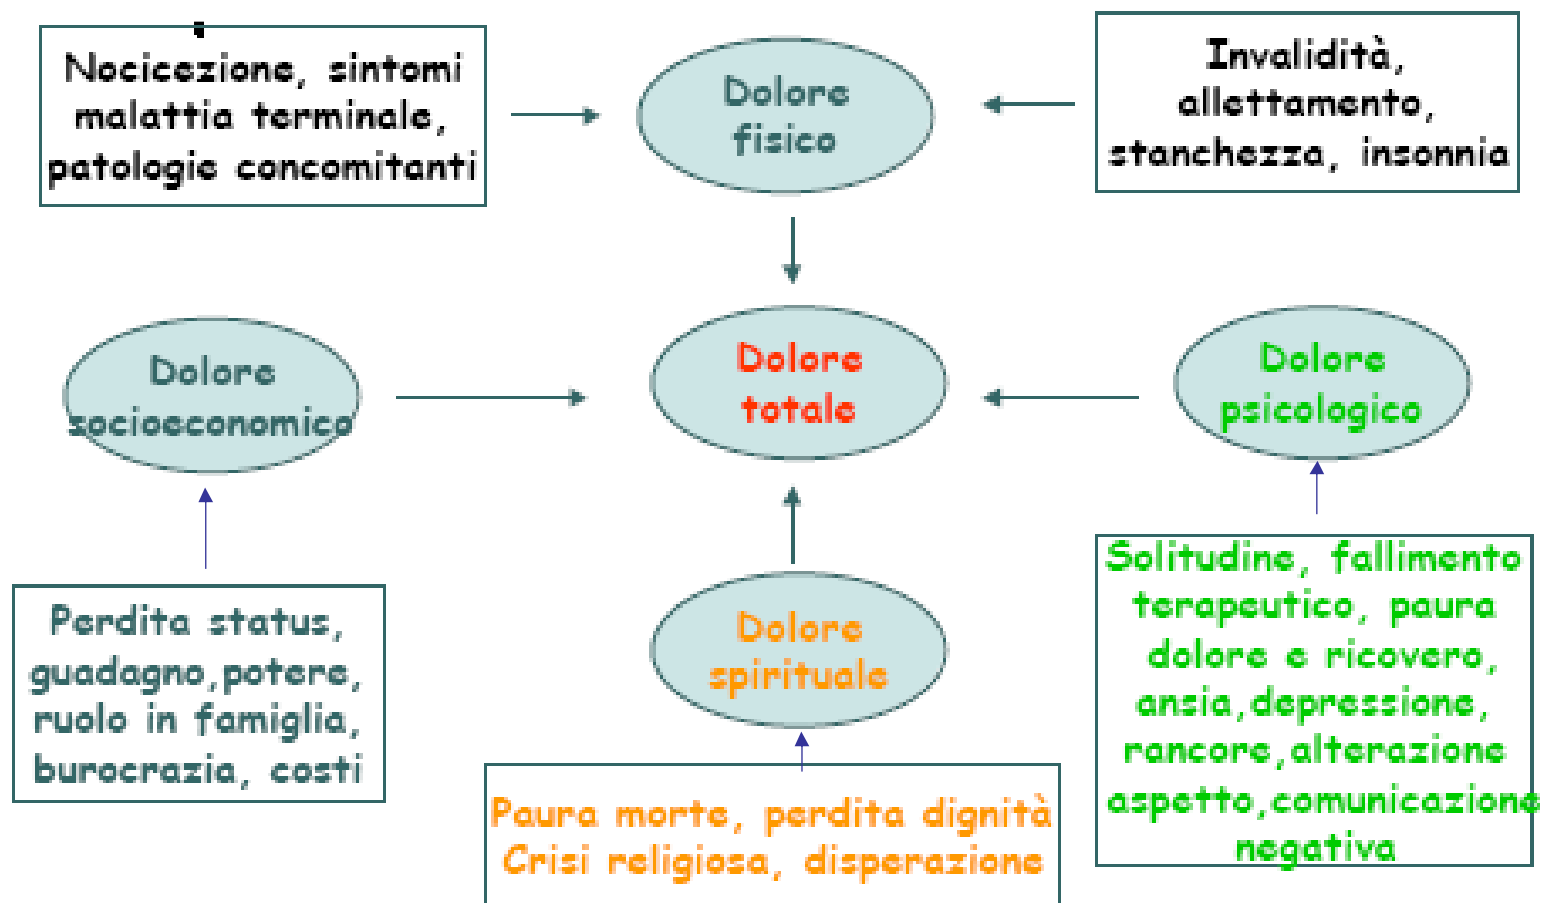 Nocicezione, sintomi
malattia terminale,
patologie concomitanti
Dolore
fisico
Invalidità,
allettamento,
stanchezza, insonnia
Dolore
socioeconomico
Dolore
totale
Dolore
psicologico
Perdita status,
guadagno,potere,
ruolo in famiglia,
burocrazia, costi
Dolore
spirituale
Paura morte, perdita dignità
Crisi religiosa, disperazione
Solitudine, fallimento
terapeutico, paura
dolore e ricovero,
ansia,depressione,
rancore,alterazione
aspetto,comunicazione
negativa